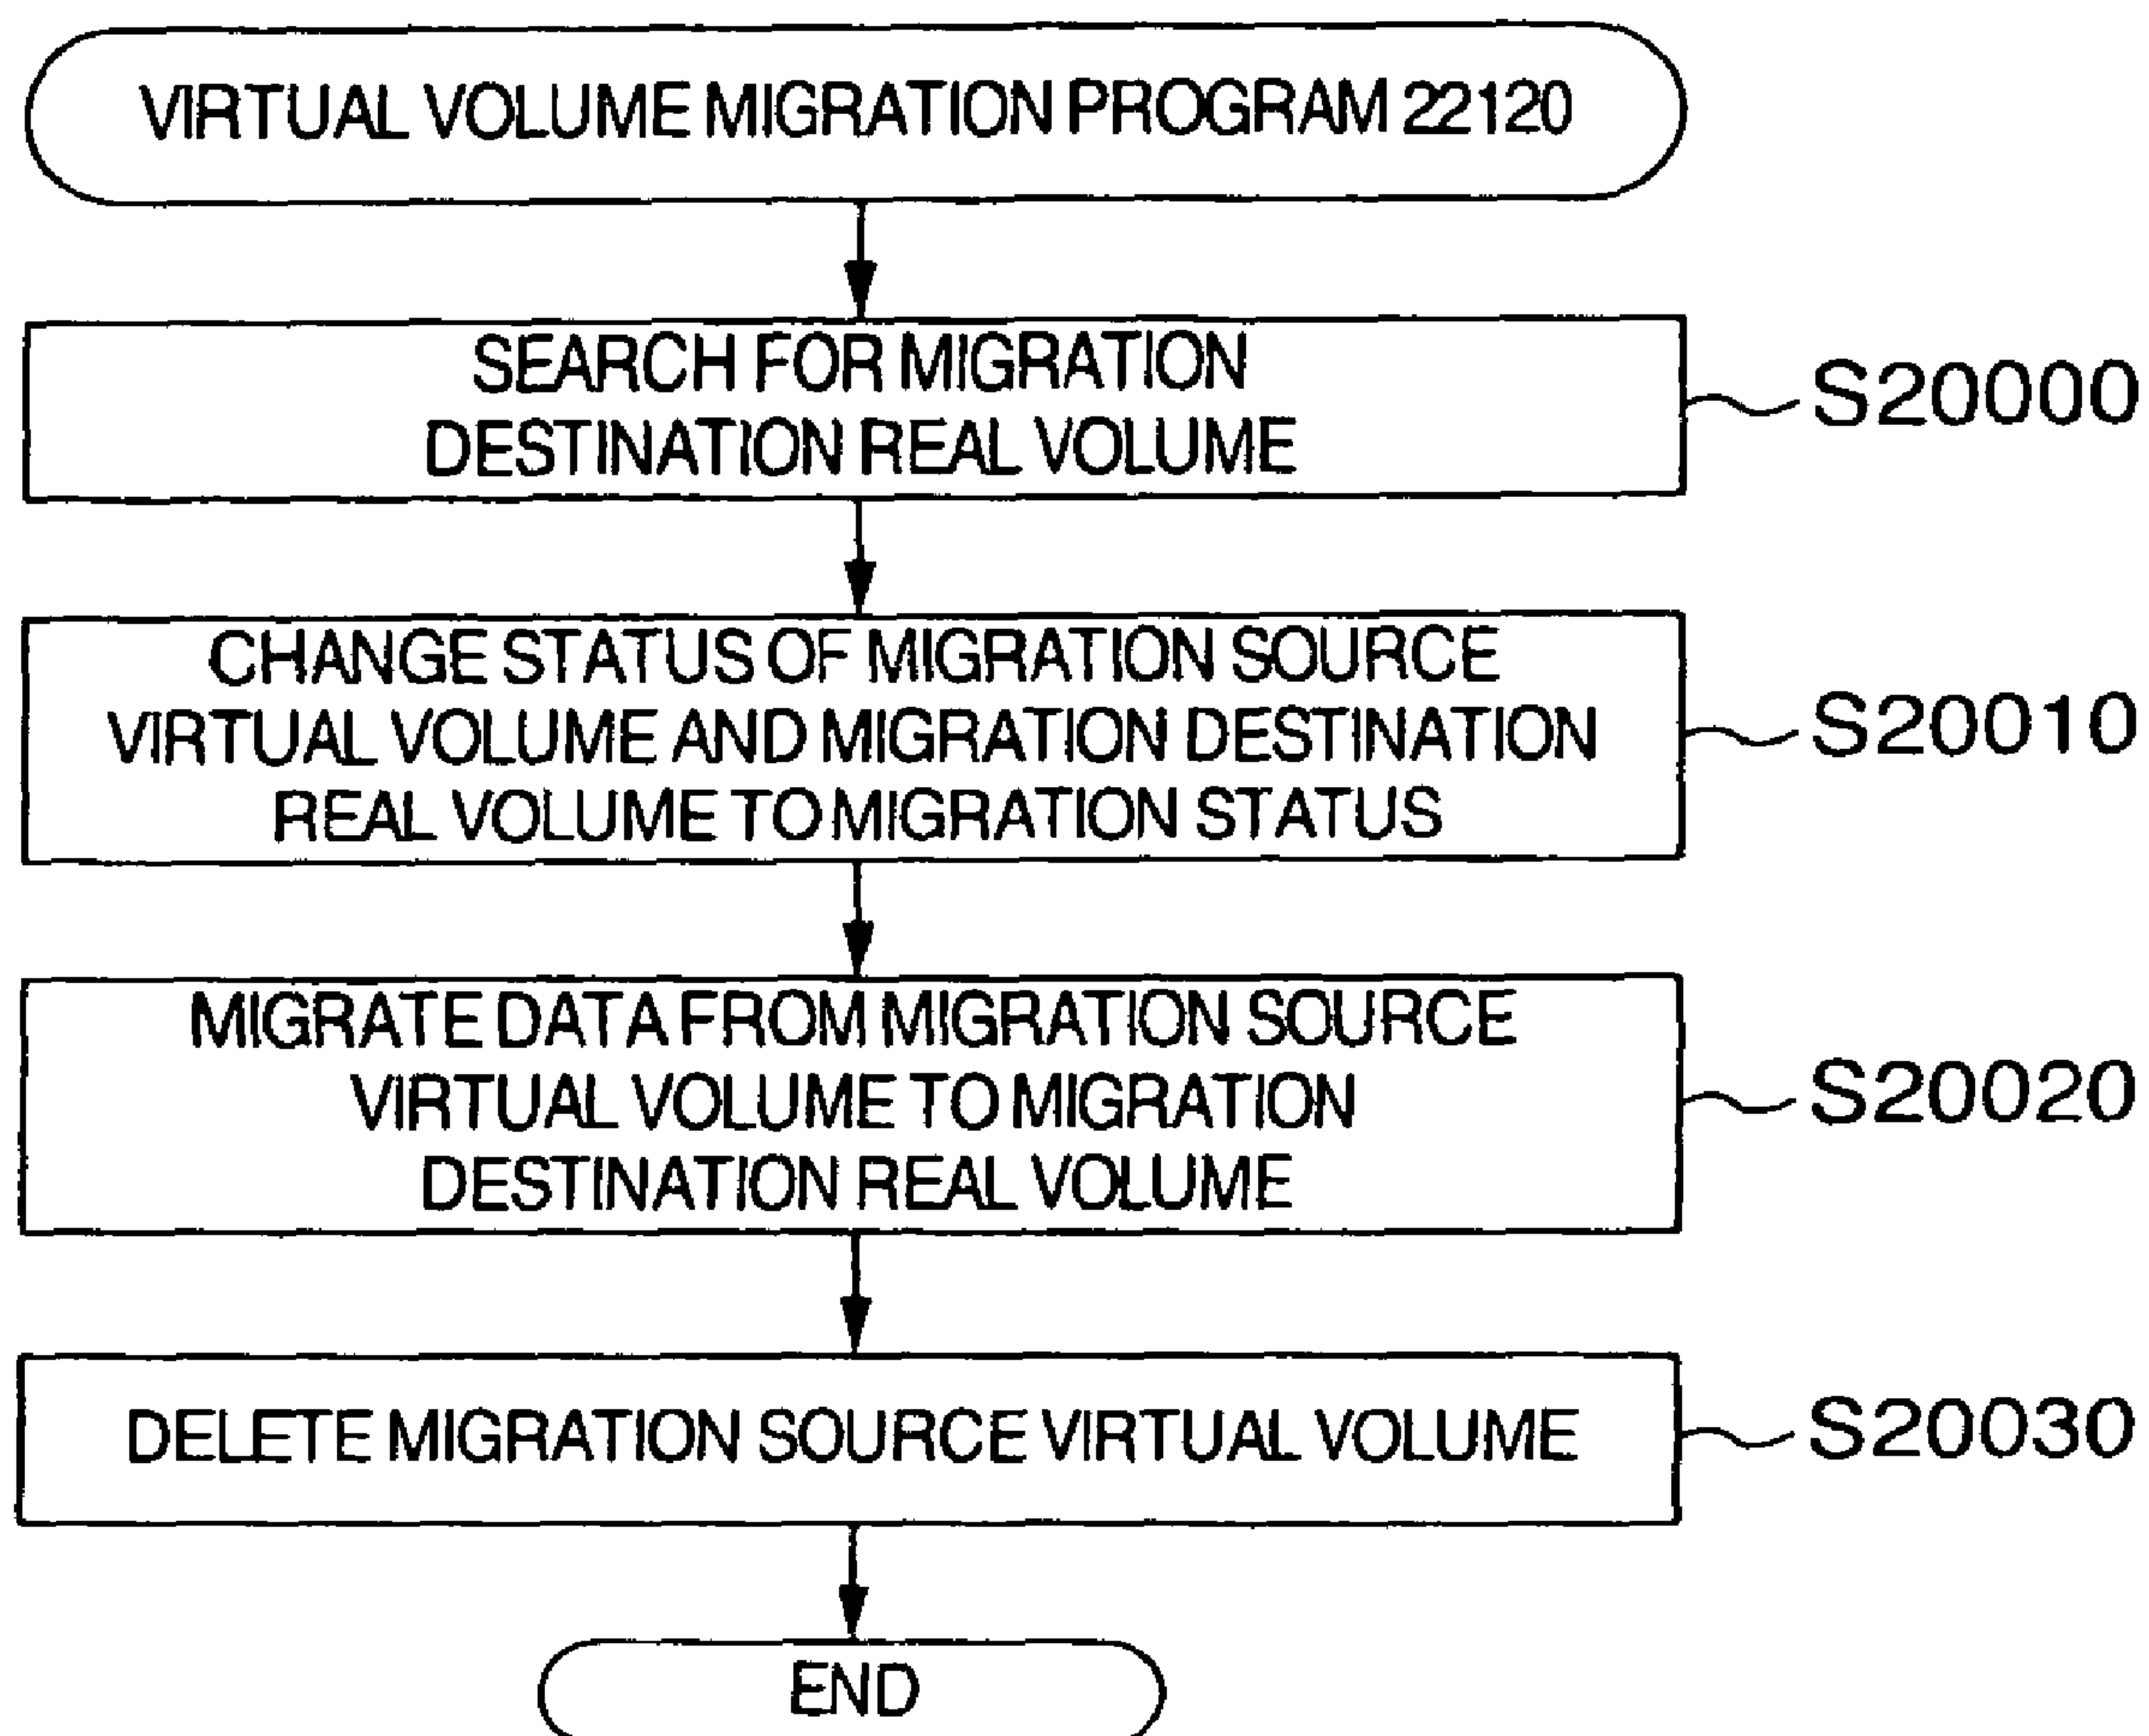 VIRTUAL VOLUME MIGRATION PROGRAM 22120
SEARCH FOR MIGRATION
DESTINATION REAL VOLUME
S20000
CHANGE STATUS OF MIGRATION SOURCE
VIRTUAL VOLUME AND MIGRATION DESTINATION
REAL VOLUME TO MIGRATION STATUS
S20010
MIGRATE DATA FROM MIGRATION SOURCE
VIRTUAL VOLUME TO MIGRATION
DESTINATION REAL VOLUME
S20020
DELETE MIGRATION SOURCE VIRTUAL VOLUME
S20030
END